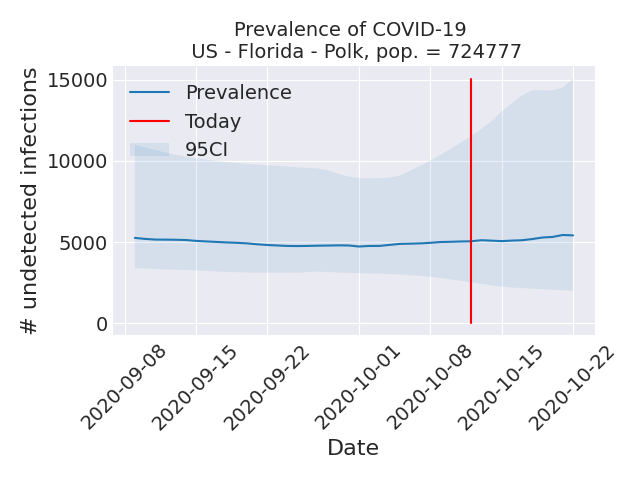 Prevalence of COVID-19
US - Florida - Polk, pop. = 724777
# undetected infections
15000
10000
5000
0
Prevalence
Today
95CI
2020-09-08
2020-09-15
2020-09-22
2020-10-01
2020-10-08
2020-10-15
2020-10-22
Date